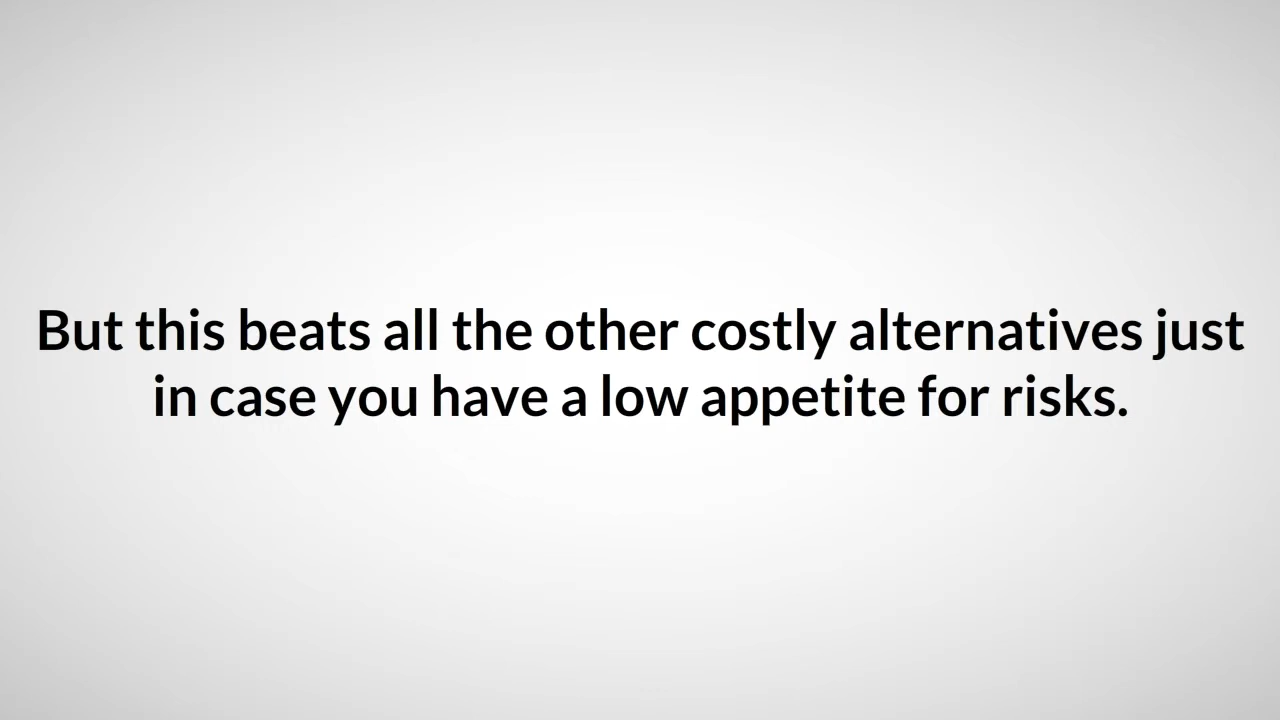 But this beats all the other costly alternatives just
in case you have a low appetite for risks.